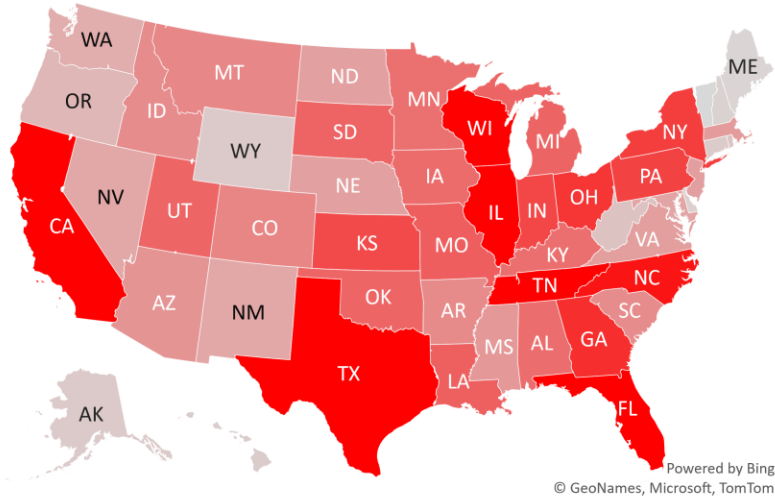 WA
ME
MT
ND
MN
OR
ID
WI
SD
NY
MI
WY
IA
PA
NE
OH
IL
IN
NV
UT
CO
CA
KS
MO
KY
VA
NC
TN
OK
AZ
NM
AR
SC
MS
AL
GA
TX
LA
FL
AK
Powered by Bing
© GeoNames, Microsoft, TomTom